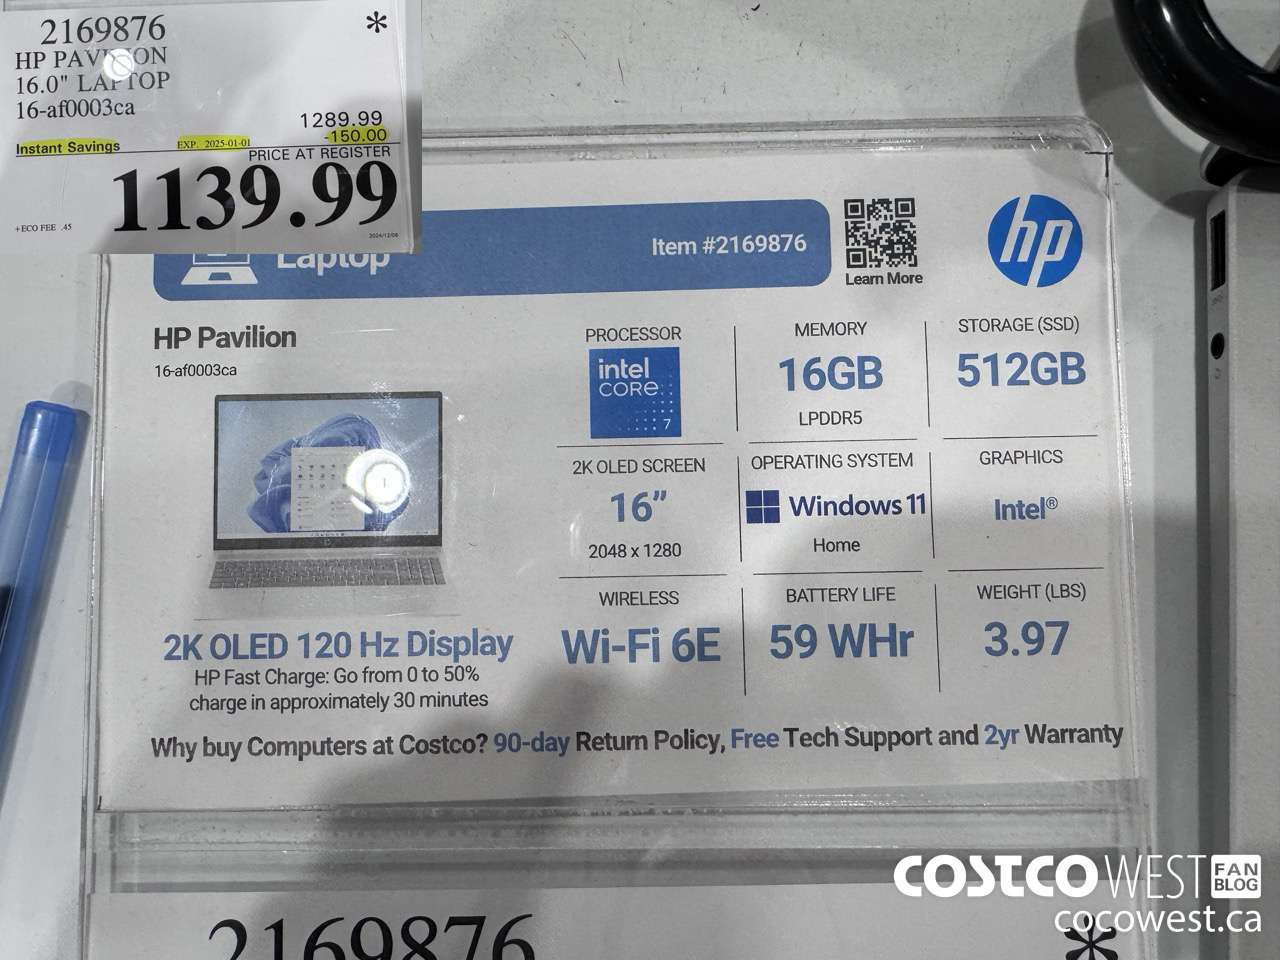 2169876
*
HP PAVILION
16.0" LAPTOP
16-af0003ca
1289.99
-150.00
Instant Savings
EXP. 2025-01-01
PRICE AT REGISTER
1139.99
+ECO FEE .45
2024/12/06
Laptop
Item #2169876
Learn More
hp
HP Pavilion
16-af0003ca
PROCESSOR
intel
CORE
7
MEMORY
16GB
LPDDR5
STORAGE (SSD)
512GB
2K OLED SCREEN
16”
2048 x 1280
OPERATING SYSTEM
Windows 11
Home
GRAPHICS
Intel®
WIRELESS
Wi-Fi 6E
BATTERY LIFE
59 WHr
WEIGHT (LBS)
3.97
2K OLED 120 Hz Display
HP Fast Charge: Go from 0 to 50%
charge in approximately 30 minutes
Why buy Computers at Costco? 90-day Return Policy, Free Tech Support and 2yr Warranty
2169876
*
COSTCO WEST FAN BLOG
cocowest.ca